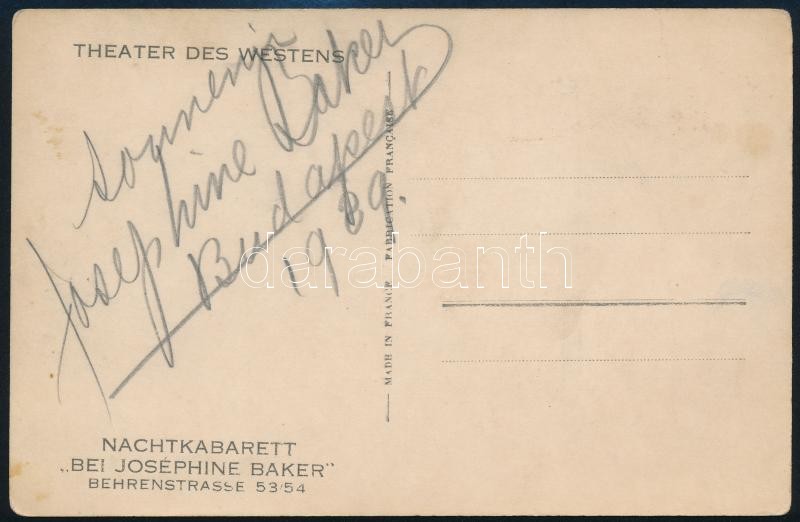 THEATER DES WESTENS
Souvenir
Josephine Baker
Budapest
1939.
MADE IN FRANCE FABRICATION FRANÇAISE
darabanth
NACHTKABARETT
„BEI JOSÉPHINE BAKER"
BEHRENSTRASSE 53/54